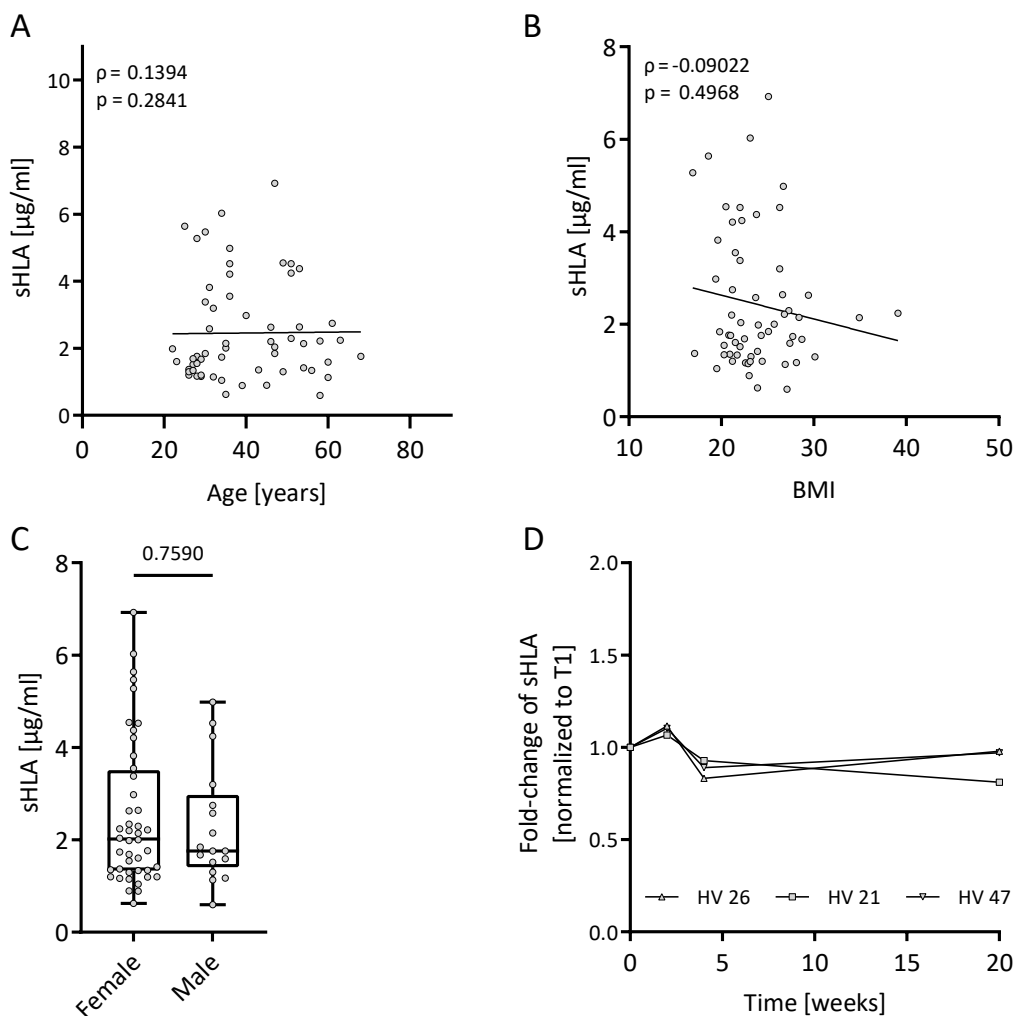 A
ρ = 0.1394
p = 0.2841
sHLA [µg/ml]
10
8
6
4
2
0
0 20 40 60 80
Age [years]
B
ρ = -0.09022
p = 0.4968
sHLA [µg/ml]
8
6
4
2
0
10 20 30 40 50
BMI
C
0.7590
sHLA [µg/ml]
8
6
4
2
0
Female Male
D
Fold-change of sHLA
[normalized to T1]
2.0
1.5
1.0
0.5
0.0
HV 26 HV 21 HV 47
0 5 10 15 20
Time [weeks]